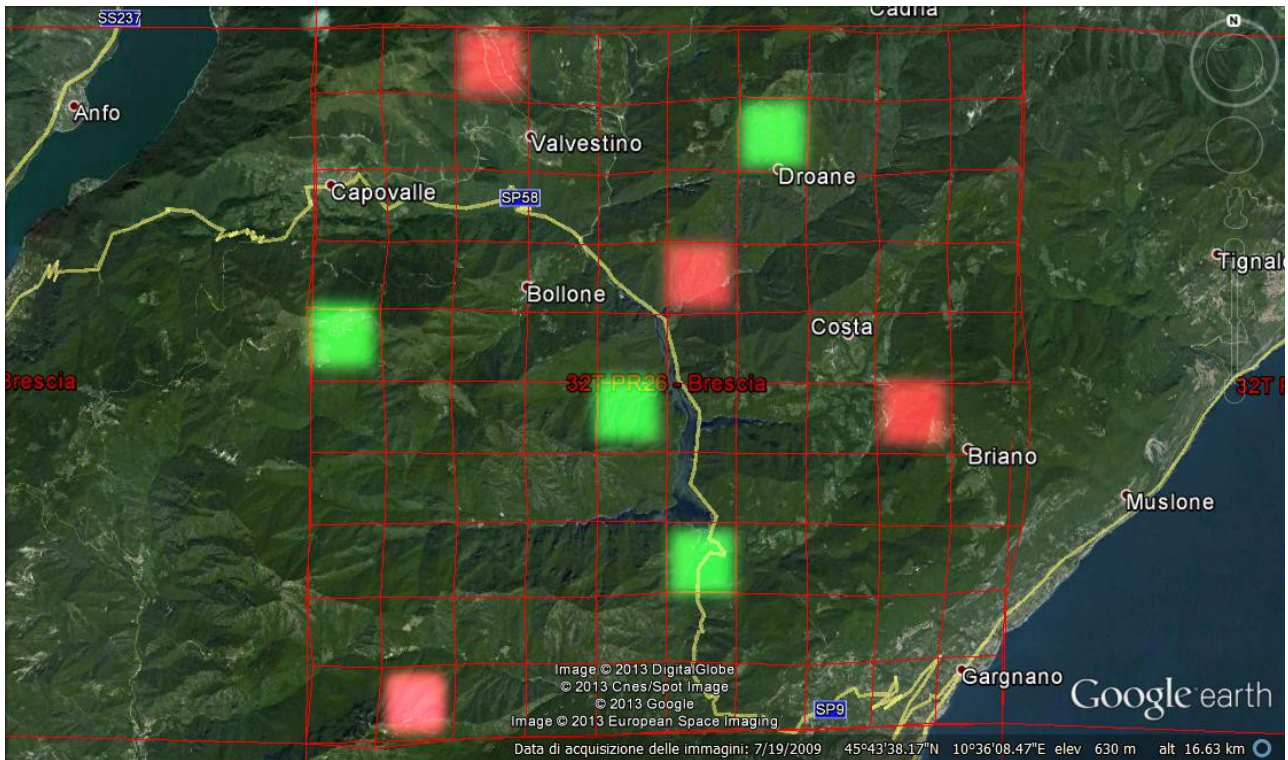 SS237
Cadria
N
Anfo
Valvestino
Droane
Capovalle
SP58
Tignale
Bollone
Costa
Brescia
32T PR26 - Brescia
32T
Briano
Muslone
Image © 2013 DigitalGlobe
© 2013 Cnes/Spot Image
© 2013 Google
Image © 2013 European Space Imaging
Gargnano
Google earth
SP9
Data di acquisizione delle immagini: 7/19/2009 45°43'38.17"N 10°36'08.47"E elev 630 m alt 16.63 km